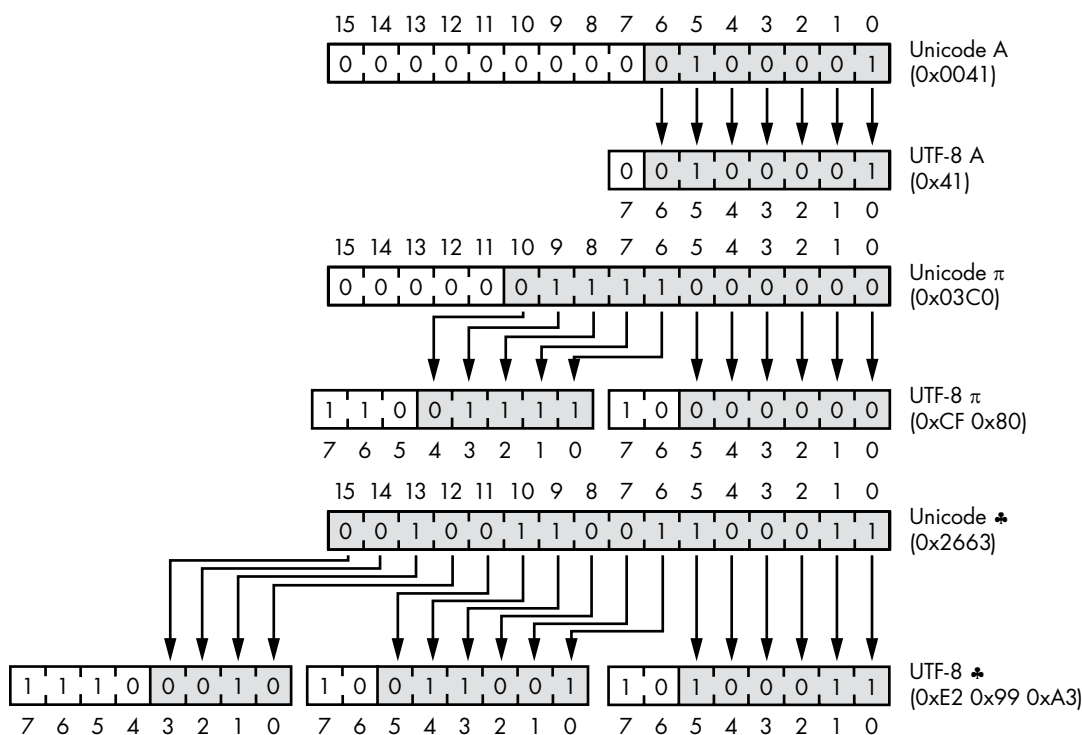 15 14 13 12 11 10 9 8 7 6 5 4 3 2 1 0
0 0 0 0 0 0 0 0 0 0 1 0 0 0 0 1
Unicode A
(0x0041)
0 0 1 0 0 0 0 1
UTF-8 A
(0x41)
7 6 5 4 3 2 1 0
15 14 13 12 11 10 9 8 7 6 5 4 3 2 1 0
0 0 0 0 0 0 1 1 1 1 0 0 0 0 0 0
Unicode π
(0x03C0)
1 1 0 0 1 1 1 1 1 0 0 0 0 0 0 0
UTF-8 π
(0xCF 0x80)
7 6 5 4 3 2 1 0 7 6 5 4 3 2 1 0
15 14 13 12 11 10 9 8 7 6 5 4 3 2 1 0
0 0 1 0 0 1 1 0 0 1 1 0 0 0 1 1
Unicode ♣
(0x2663)
1 1 1 0 0 0 1 0 1 0 0 1 1 0 0 1 1 0 1 0 0 0 1 1
UTF-8 ♣
(0xE2 0x99 0xA3)
7 6 5 4 3 2 1 0 7 6 5 4 3 2 1 0 7 6 5 4 3 2 1 0